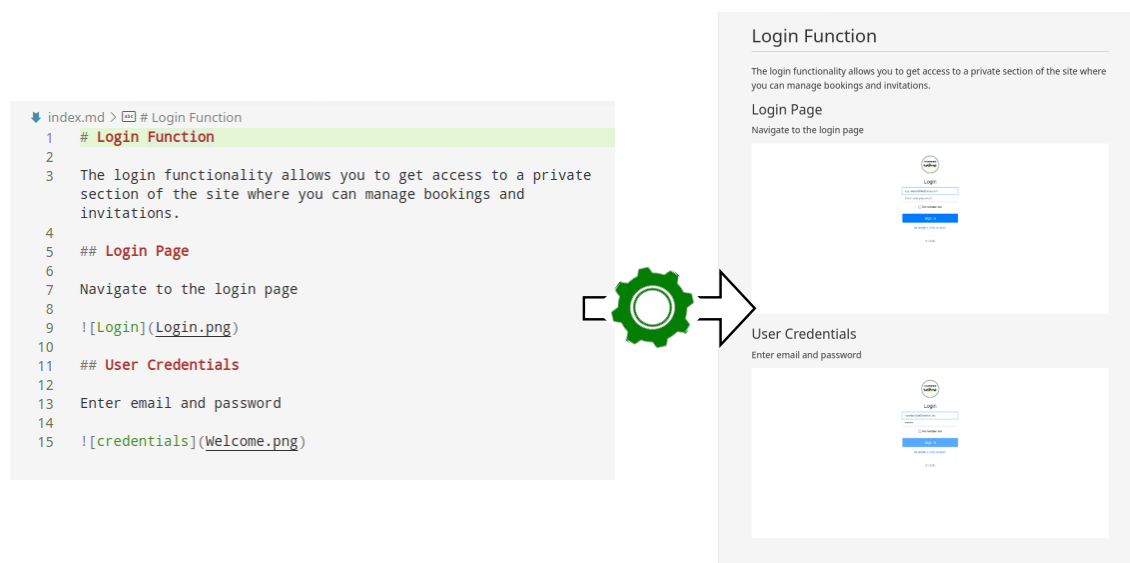 index.md > # Login Function
1 # Login Function
2
3 The login functionality allows you to get access to a private
section of the site where you can manage bookings and
invitations.
4
5 ## Login Page
6
7 Navigate to the login page
8
9 ![Login](Login.png)
10
11 ## User Credentials
12
13 Enter email and password
14
15 ![credentials](Welcome.png)
Login Function
The login functionality allows you to get access to a private section of the site where
you can manage bookings and invitations.
Login Page
Navigate to the login page
Login
Sign in
User Credentials
Enter email and password
Login
Sign in